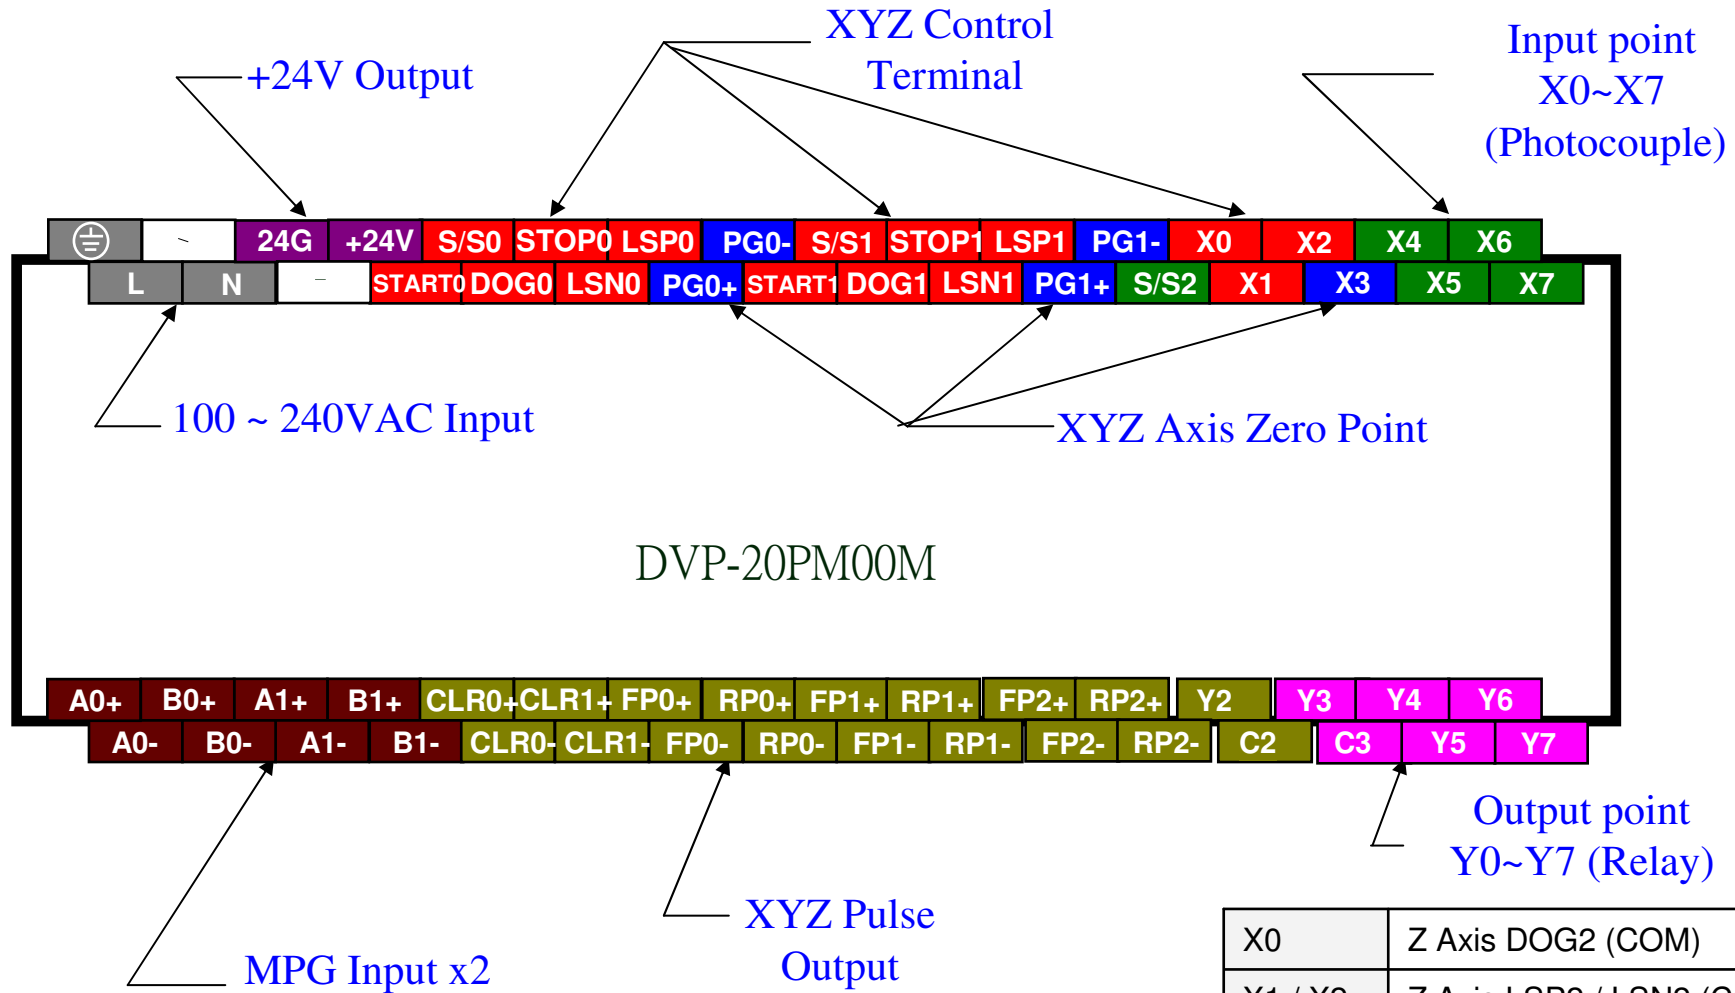 XYZ Control
Terminal
+24V Output
Input point
X0~X7
(Photocouple)
~ 24G +24V S/S0 STOP0 LSP0 PG0- S/S1 STOP1 LSP1 PG1- X0 X2 X4 X6
L N — START0 DOG0 LSN0 PG0+ START1 DOG1 LSN1 PG1+ S/S2 X1 X3 X5 X7
100 ~ 240VAC Input
XYZ Axis Zero Point
DVP-20PM00M
A0+ B0+ A1+ B1+ CLR0+ CLR1+ FP0+ RP0+ FP1+ RP1+ FP2+ RP2+ Y2 Y3 Y4 Y6
A0- B0- A1- B1- CLR0- CLR1- FP0- RP0- FP1- RP1- FP2- RP2- C2 C3 Y5 Y7
Output point
Y0~Y7 (Relay)
XYZ Pulse
Output
MPG Input x2
X0 Z Axis DOG2 (COM)